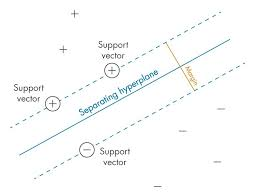 Support
vector
Support
vector
Separating hyperplane
Margin
Support
vector